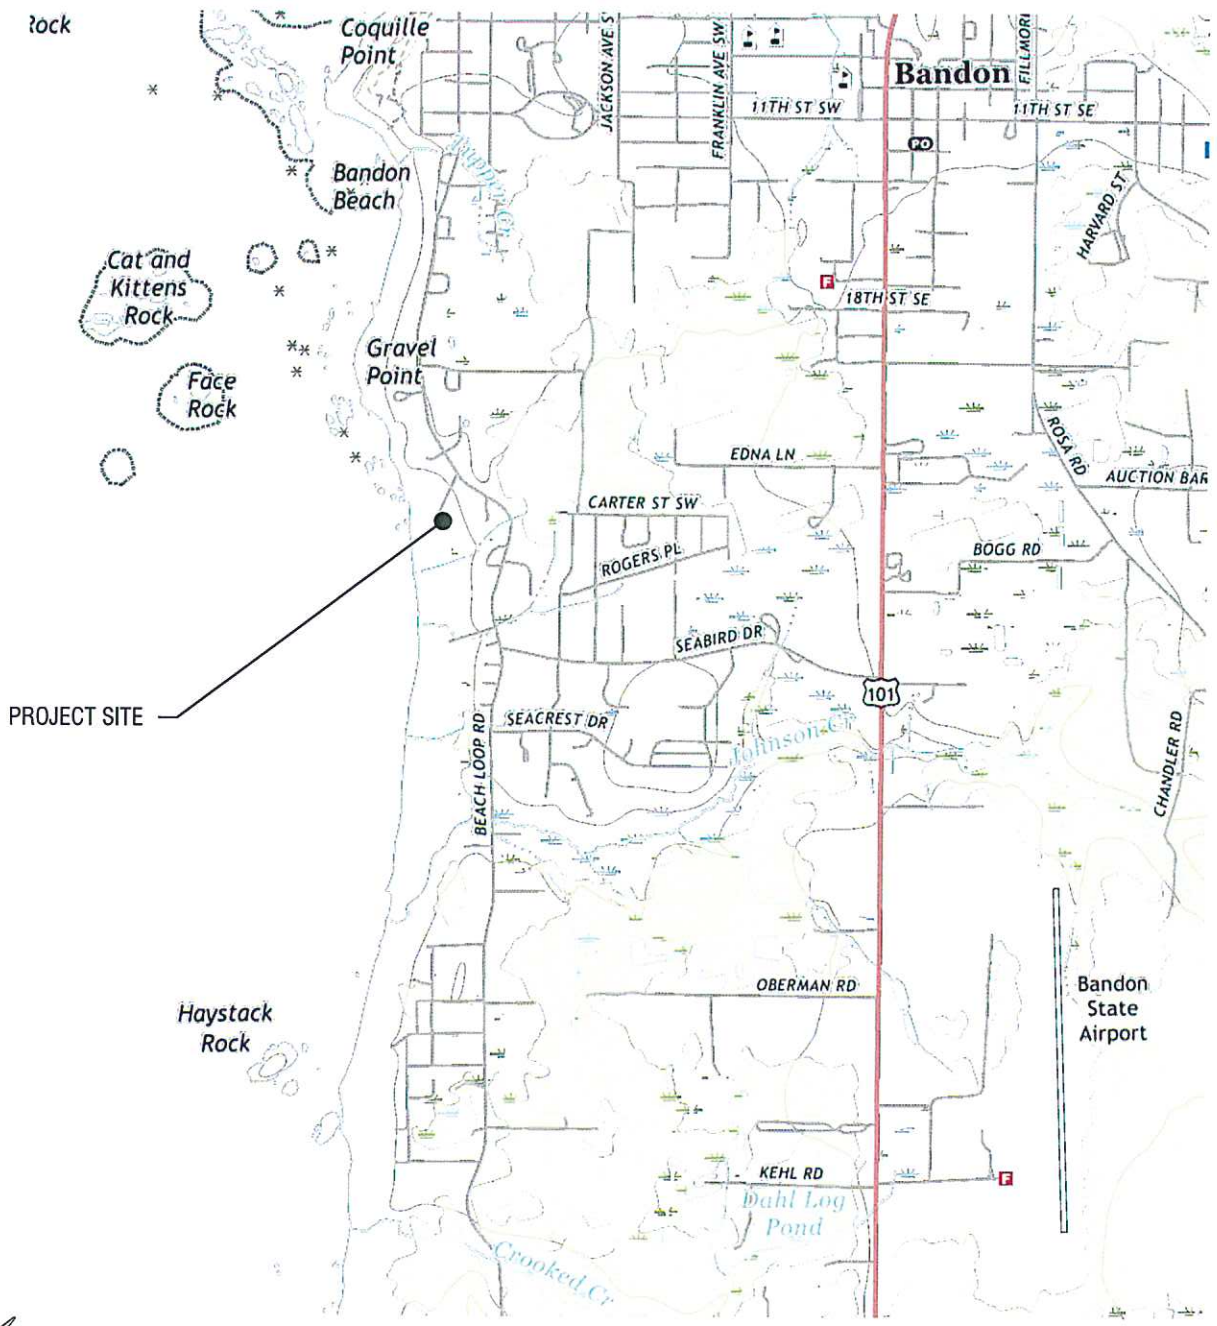 Rock
Coquille
Point
JACKSON AVE S
FRANKLIN AVE SW
FILLMOR
Bandon
11TH ST SW
11TH ST SE
PO
Bandon
Beach
HARVARD ST
Cat and
Kittens
Rock
F
18TH ST SE
Gravel
Point
Face
Rock
ROSA RD
EDNA LN
AUCTION BAR
CARTER ST SW
ROGERS PL
BOGG RD
SEABIRD DR
101
PROJECT SITE
BEACH LOOP RD
SEACREST DR
Johnson Cr
CHANDLER RD
Haystack
Rock
OBERMAN RD
Bandon
State
Airport
KEHL RD
F
Dahl Log
Pond
Crooked Cr